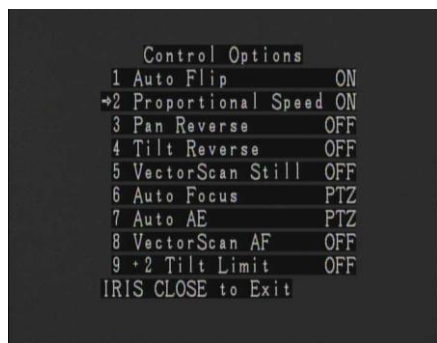 Control Options
1 Auto Flip ON
⇒2 Proportional Speed ON
3 Pan Reverse OFF
4 Tilt Reverse OFF
5 VectorScan Still OFF
6 Auto Focus PTZ
7 Auto AE PTZ
8 VectorScan AF OFF
9 +2 Tilt Limit OFF
IRIS CLOSE to Exit